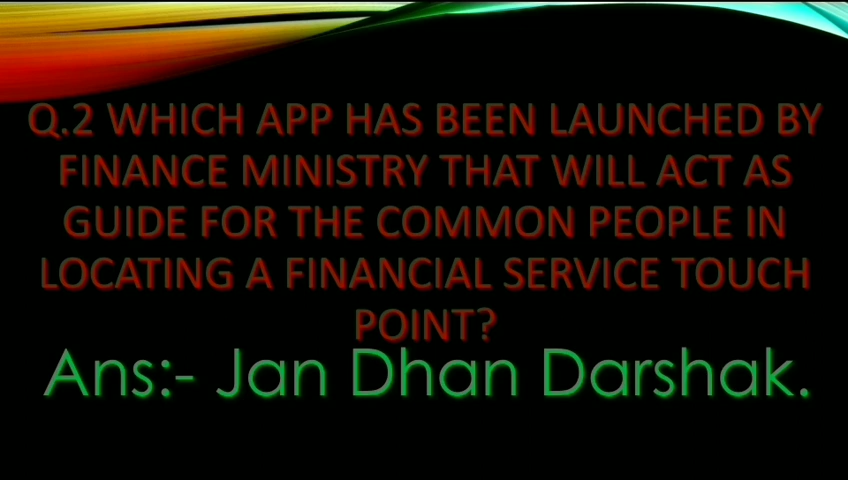 Q.2 WHICH APP HAS BEEN LAUNCHED BY
FINANCE MINISTRY THAT WILL ACT AS
GUIDE FOR THE COMMON PEOPLE IN
LOCATING A FINANCIAL SERVICE TOUCH
POINT?
Ans:- Jan Dhan Darshak.